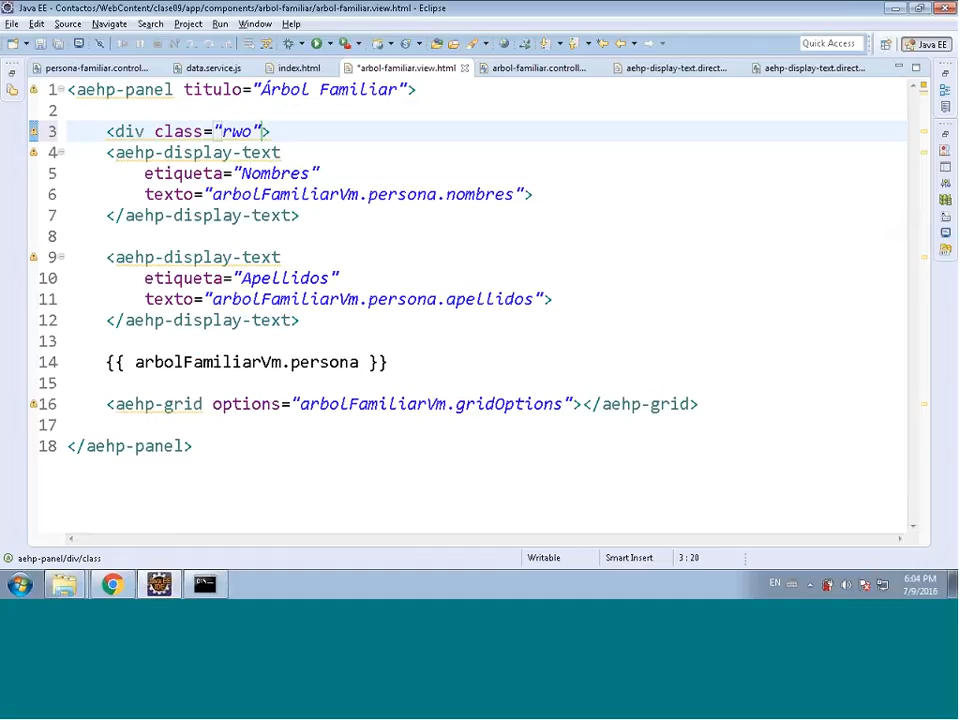 Java EE - Contactos/WebContent/clase09/app/components/arbol-familiar/arbol-familiar.view.html - Eclipse
File Edit Source Navigate Search Project Run Window Help
Quick Access Java EE
persona-familiar.control... data.service.js index.html *arbol-familiar.view.html arbol-familiar.controll... aehp-display-text.direct... aehp-display-text.direct...
1 <aehp-panel titulo="Árbol Familiar">
2
3 <div class="rwo">
4 <aehp-display-text
5 etiqueta="Nombres"
6 texto="arbolFamiliarVm.persona.nombres">
7 </aehp-display-text>
8
9 <aehp-display-text
10 etiqueta="Apellidos"
11 texto="arbolFamiliarVm.persona.apellidos">
12 </aehp-display-text>
13
14 {{ arbolFamiliarVm.persona }}
15
16 <aehp-grid options="arbolFamiliarVm.gridOptions"></aehp-grid>
17
18 </aehp-panel>
aehp-panel/div/class Writable Smart Insert 3 : 20
EN 6:04 PM
7/9/2016